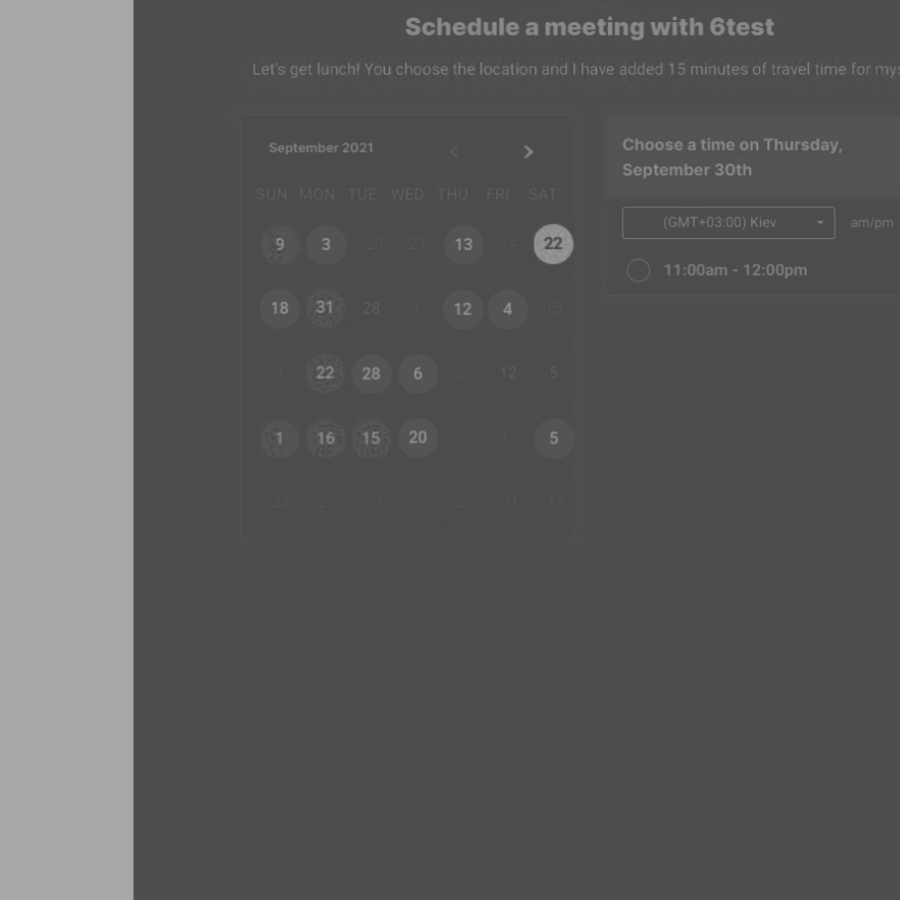 Schedule a meeting with 6test
Let's get lunch! You choose the location and I have added 15 minutes of travel time for mys
September 2021
SUN MON TUE WED THU FRI SAT
9 3 20 21 13 14 22
18 31 28 1 12 4 15
22 28 6 2 12 5
1 16 15 20 7 17 5
24 25 27 2 27 31 13
Choose a time on Thursday,
September 30th
(GMT+03:00) Kiev am/pm
11:00am - 12:00pm